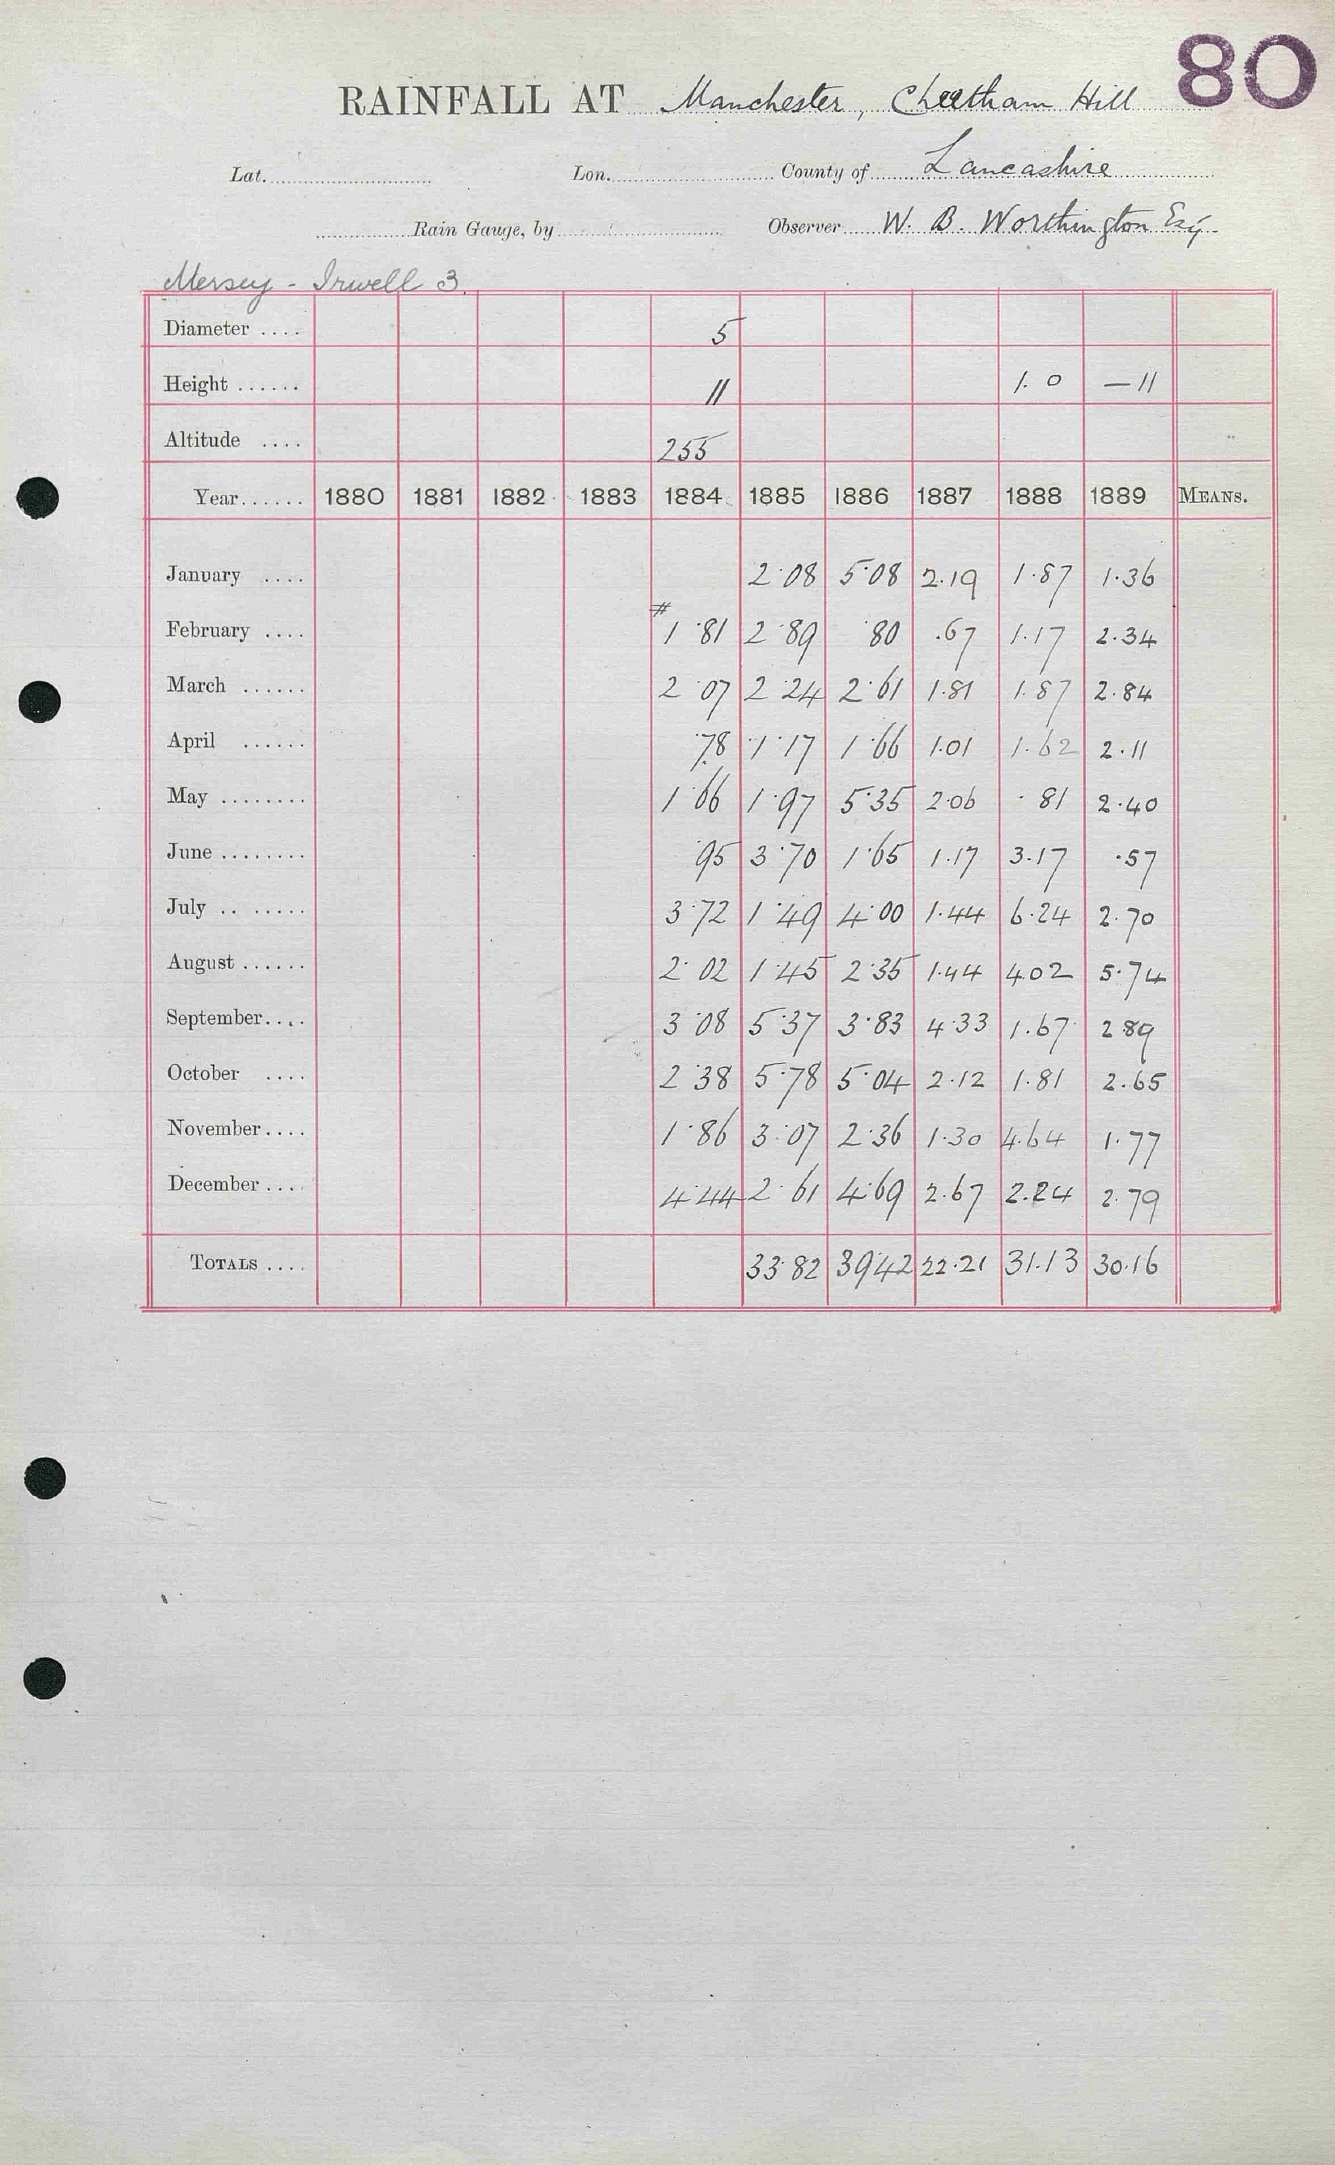 80
RAINFALL AT Manchester, Cheetham Hill
Lat. Lon. County of Lancashire
Rain Gauge, by Observer W. B. Worthington Esq.
Mersey - Irwell 3.
Diameter .... 5
Height ...... 11 1.0 —11
Altitude .... 255
Year...... 1880 1881 1882 1883 1884 1885 1886 1887 1888 1889 MEANS.
January .... 2.08 5.08 2.19 1.87 1.36
February .... # 1.81 2.89 .80 .67 1.17 2.34
March ...... 2.07 2.24 2.61 1.81 1.87 2.84
April ...... .78 1.17 1.66 1.01 1.62 2.11
May ........ 1.66 1.97 5.35 2.06 .81 2.40
June ........ .95 3.70 1.65 1.17 3.17 .57
July .. ..... 3.72 1.49 4.00 1.44 6.24 2.70
August ...... 2.02 1.45 2.35 1.44 4.02 5.74
September.... 3.08 5.37 3.83 4.33 1.67 2.89
October .... 2.38 5.78 5.04 2.12 1.81 2.65
November.... 1.86 3.07 2.36 1.30 4.64 1.77
December .... 4.44 2.61 4.69 2.67 2.24 2.79
TOTALS .... 33.82 39.42 22.21 31.13 30.16